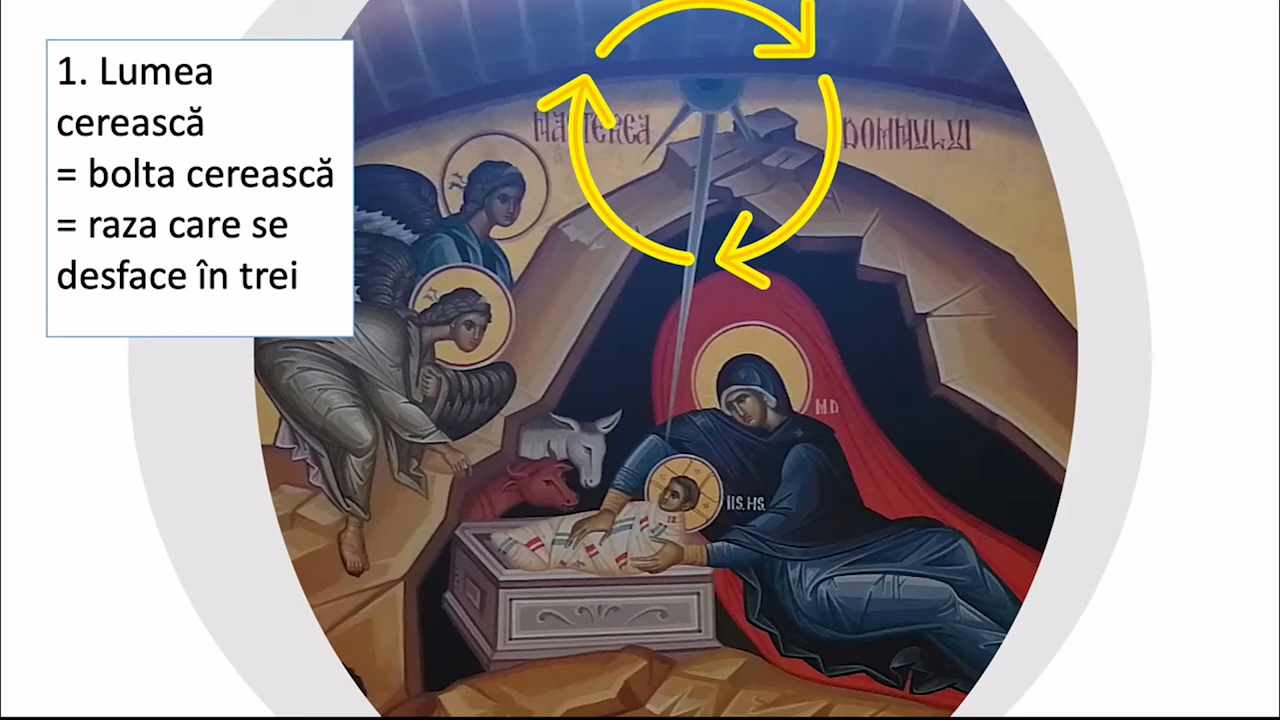 1. Lumea
cerească
= bolta cerească
= raza care se
desface în trei
NAȘTEREA DOMNULUI
M.D
IIS. HS.